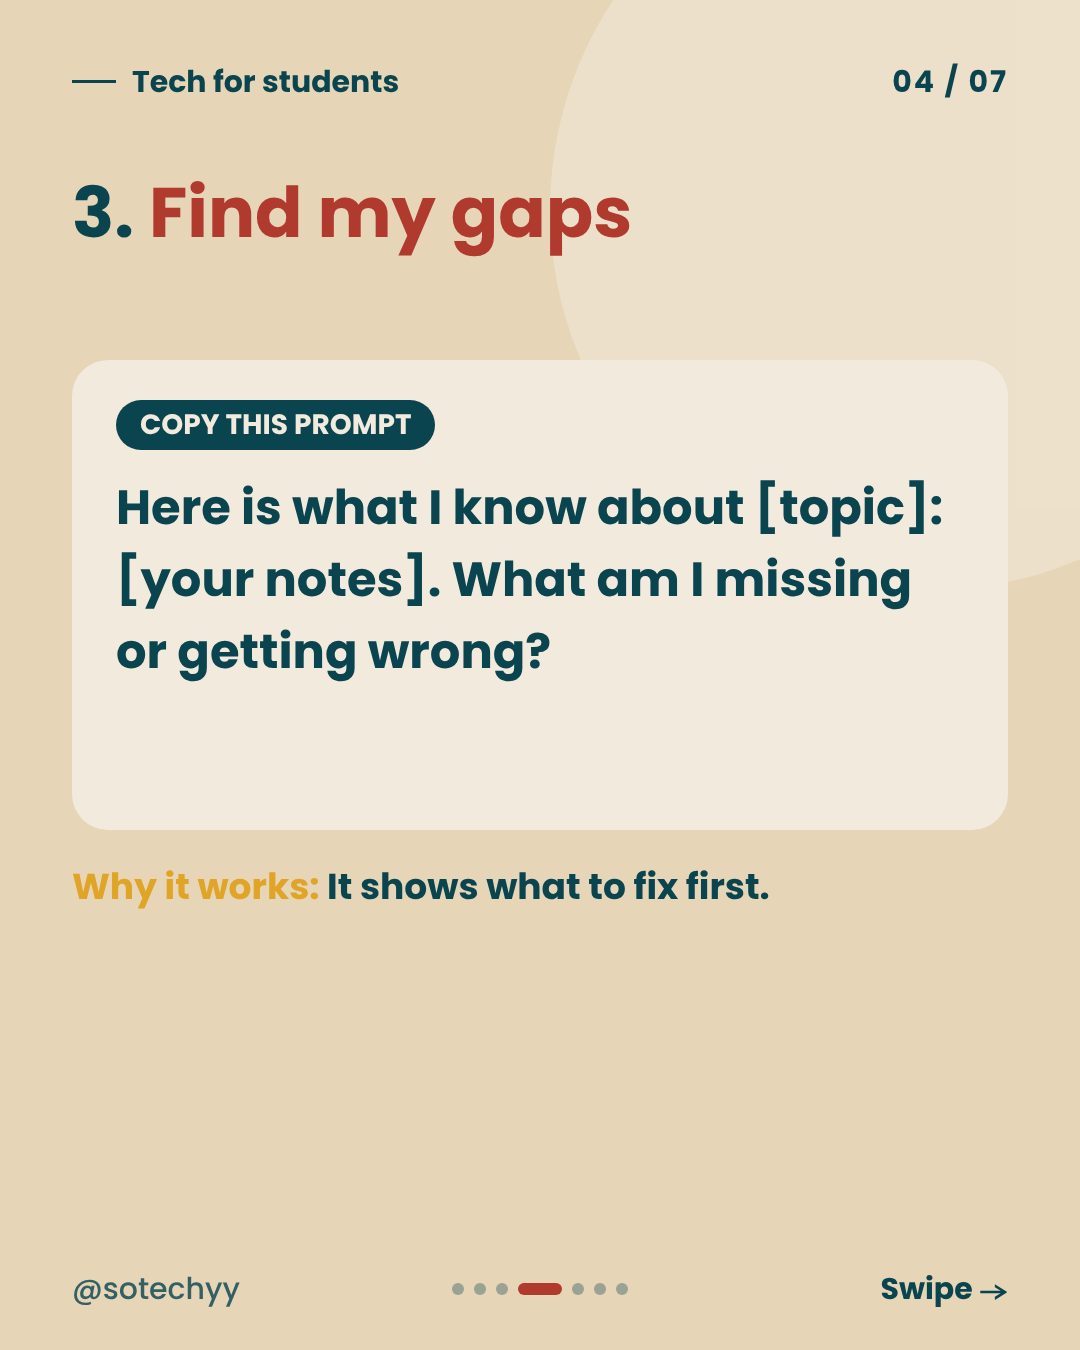 Tech for students
04 / 07
3. Find my gaps
COPY THIS PROMPT
Here is what I know about [topic]:
[your notes]. What am I missing
or getting wrong?
Why it works: It shows what to fix first.
@sotechyy
Swipe →